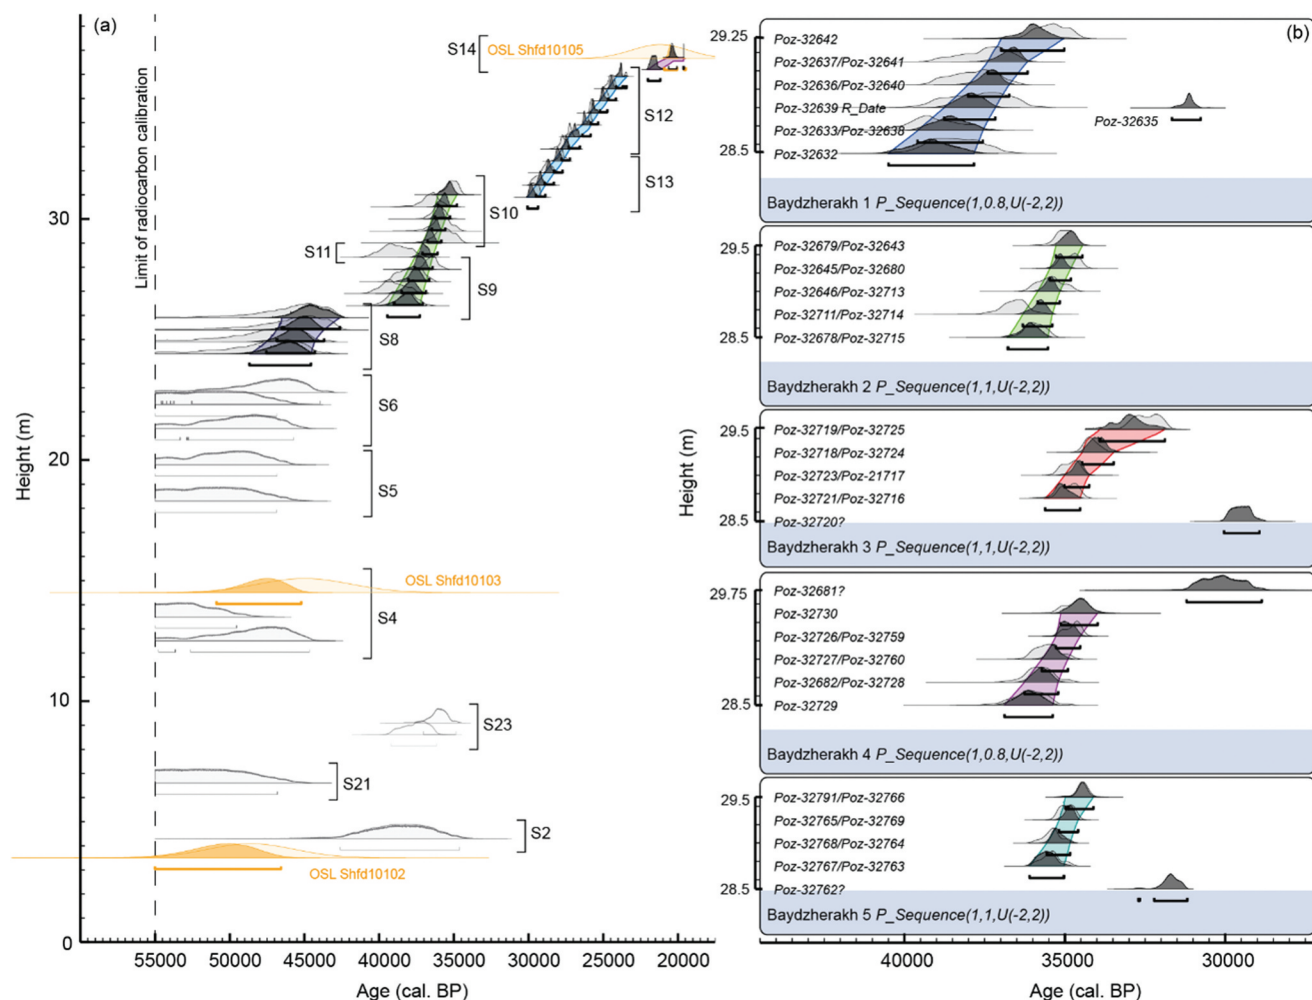 (a)
S14
OSL Shfd10105
Limit of radiocarbon calibration
S12
S13
S10
S11
S9
S8
S6
S5
OSL Shfd10103
S4
S23
S21
S2
OSL Shfd10102
Height (m)
30
20
10
0
55000 50000 45000 40000 35000 30000 25000 20000
Age (cal. BP)
(b)
29.25
Poz-32642
Poz-32637/Poz-32641
Poz-32636/Poz-32640
Poz-32639 R_Date
Poz-32635
Poz-32633/Poz-32638
28.5
Poz-32632
Baydzherakh 1 P_Sequence(1,0.8,U(-2,2))
29.5
Poz-32679/Poz-32643
Poz-32645/Poz-32680
Poz-32646/Poz-32713
Poz-32711/Poz-32714
28.5
Poz-32678/Poz-32715
Baydzherakh 2 P_Sequence(1,1,U(-2,2))
29.5
Poz-32719/Poz-32725
Poz-32718/Poz-32724
Poz-32723/Poz-21717
Poz-32721/Poz-32716
28.5
Poz-32720?
Baydzherakh 3 P_Sequence(1,1,U(-2,2))
Height (m)
29.75
Poz-32681?
Poz-32730
Poz-32726/Poz-32759
Poz-32727/Poz-32760
Poz-32682/Poz-32728
28.5
Poz-32729
Baydzherakh 4 P_Sequence(1,0.8,U(-2,2))
29.5
Poz-32791/Poz-32766
Poz-32765/Poz-32769
Poz-32768/Poz-32764
Poz-32767/Poz-32763
28.5
Poz-32762?
Baydzherakh 5 P_Sequence(1,1,U(-2,2))
40000 35000 30000
Age (cal. BP)